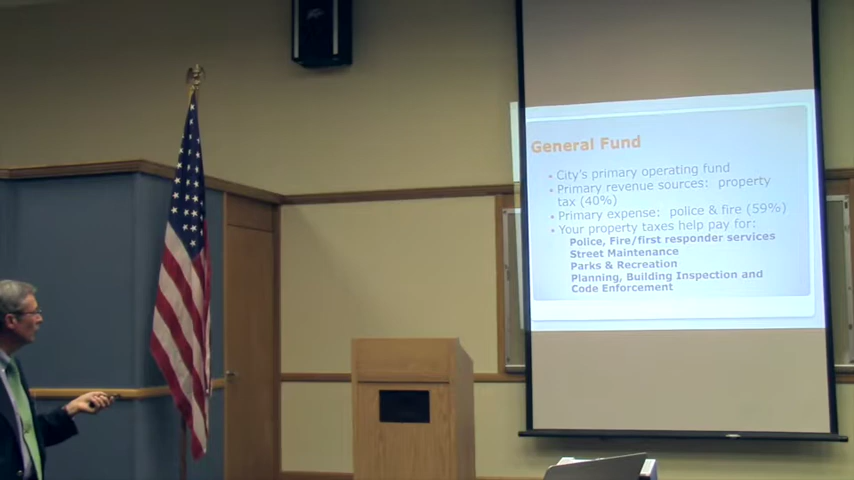 General Fund
• City's primary operating fund
• Primary revenue sources: property
tax (40%)
• Primary expense: police & fire (59%)
• Your property taxes help pay for:
Police, Fire/first responder services
Street Maintenance
Parks & Recreation
Planning, Building Inspection and
Code Enforcement